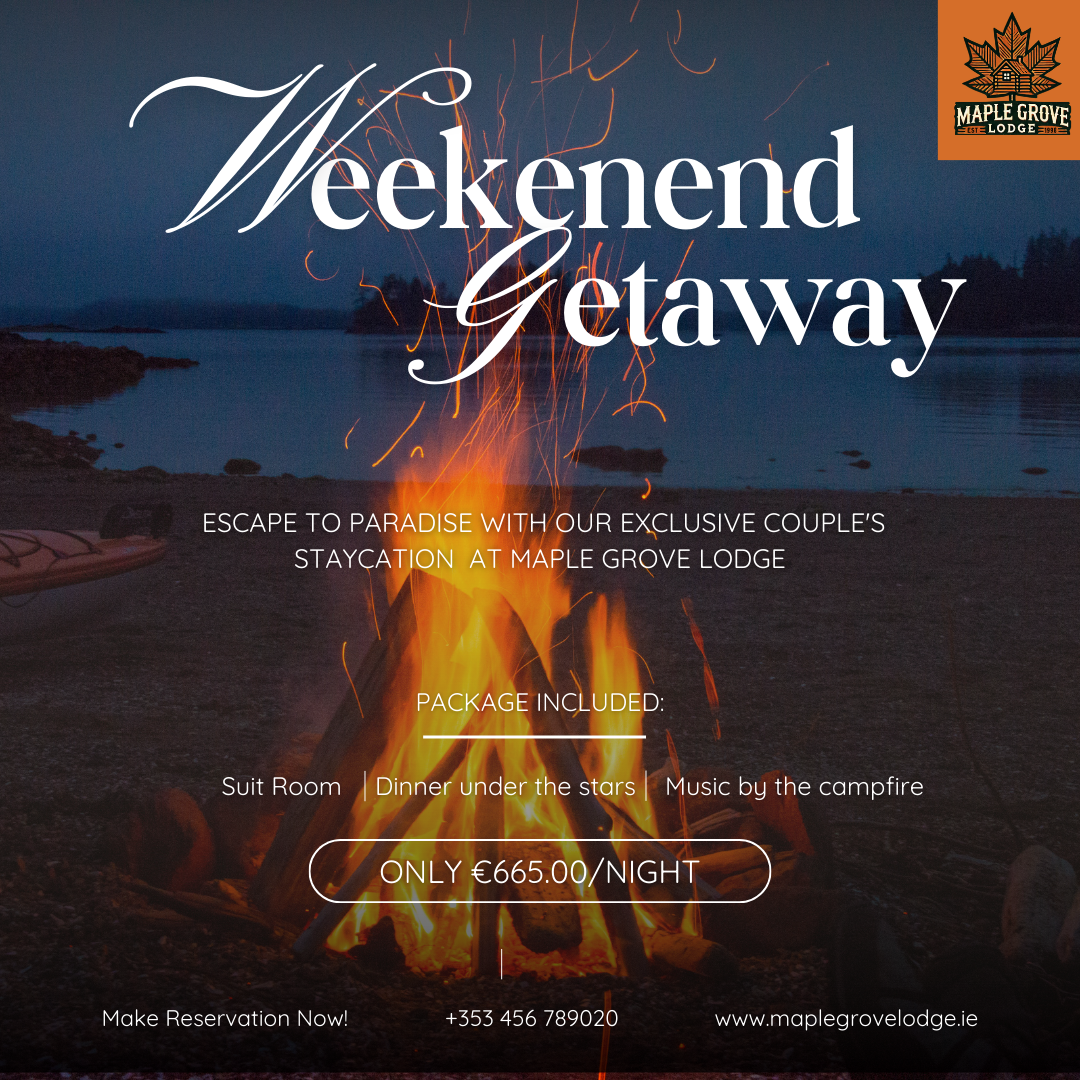 MAPLE GROVE
EST LODGE 1996
Weekenend
Getaway
ESCAPE TO PARADISE WITH OUR EXCLUSIVE COUPLE'S
STAYCATION AT MAPLE GROVE LODGE
PACKAGE INCLUDED:
Suit Room | Dinner under the stars | Music by the campfire
ONLY €665.00/NIGHT
Make Reservation Now! +353 456 789020 www.maplegrovelodge.ie